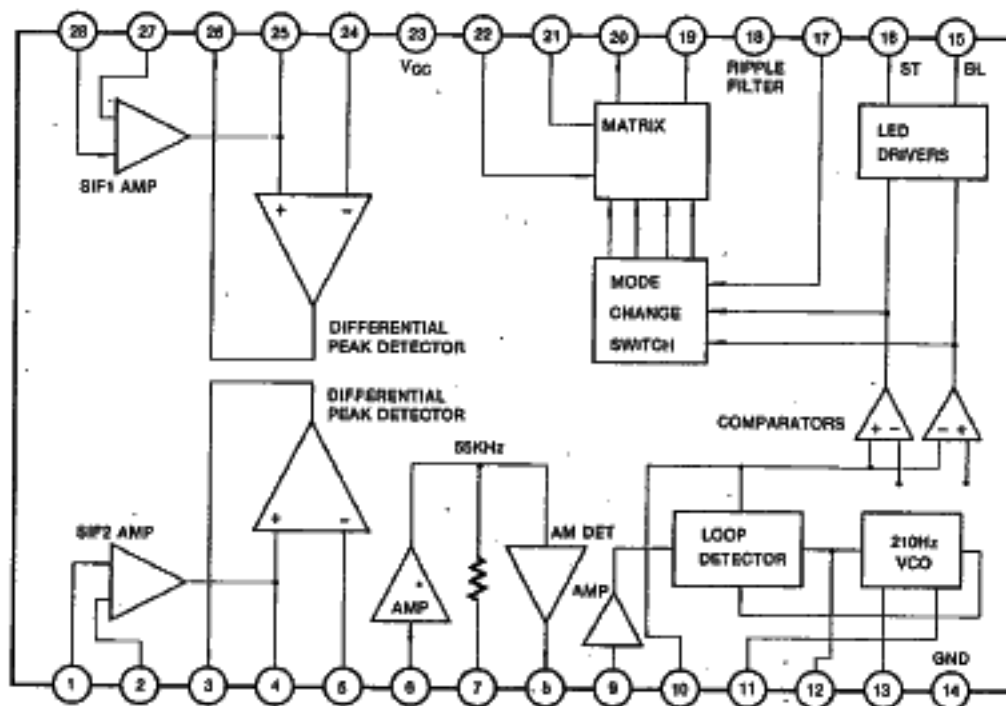 28 27 26 25 24 23 22 21 20 19 18 17 16 15
VCC
RIPPLE
FILTER
ST
BL
MATRIX
LED
DRIVERS
SIF1 AMP
+ −
MODE
CHANGE
SWITCH
DIFFERENTIAL
PEAK DETECTOR
DIFFERENTIAL
PEAK DETECTOR
COMPARATORS
+ −
− +
55KHz
SIF2 AMP
+ −
AM DET
LOOP
DETECTOR
210Hz
VCO
+
AMP
AMP
GND
1 2 3 4 5 6 7 8 9 10 11 12 13 14